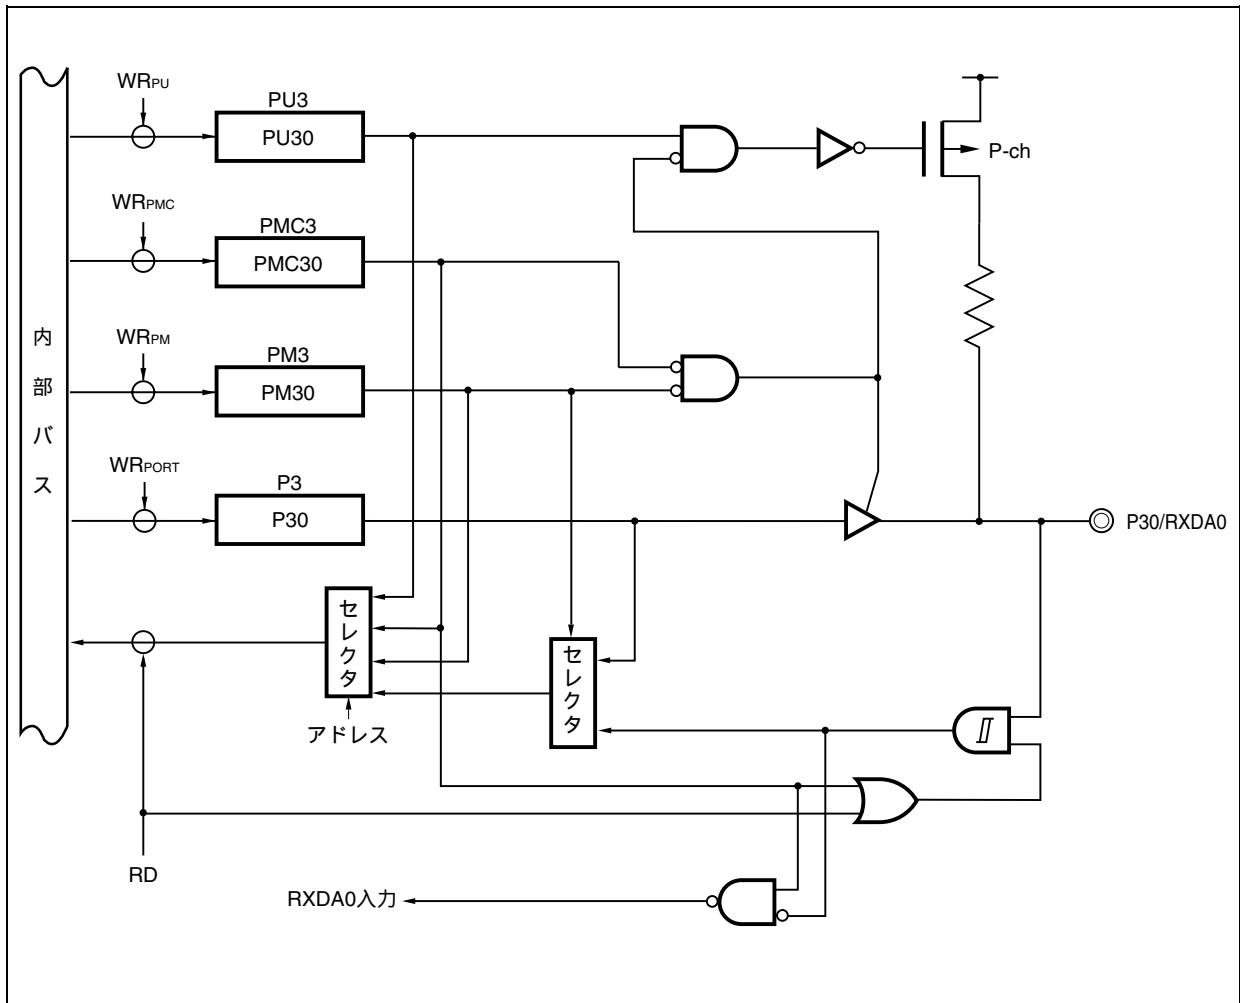 WRPU
PU3
PU30
P-ch
WRPMC
PMC3
PMC30
内部バス
WRPM
PM3
PM30
WRPORT
P3
P30
P30/RXDA0
セレクタ
セレクタ
アドレス
RD
RXDA0入力